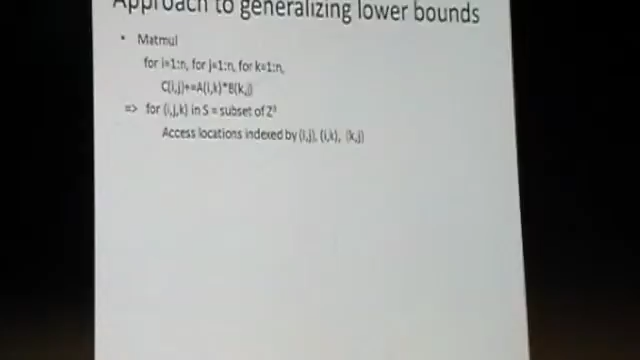 Approach to generalizing lower bounds
• Matmul
for i=1:n, for j=1:n, for k=1:n,
C(i,j)+=A(i,k)*B(k,j)
=> for (i,j,k) in S = subset of Z³
Access locations indexed by (i,j), (i,k), (k,j)